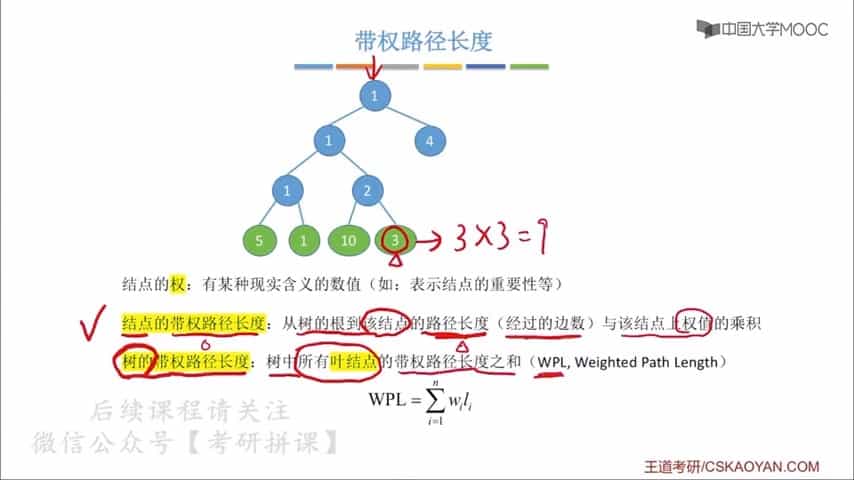 中国大学MOOC
带权路径长度
1
1
4
1
2
5
1
10
3
3×3=9
结点的权：有某种现实含义的数值（如：表示结点的重要性等）
结点的带权路径长度：从树的根到该结点的路径长度（经过的边数）与该结点上权值的乘积
树的带权路径长度：树中所有叶结点的带权路径长度之和（WPL, Weighted Path Length）
WPL = ∑ⁿᵢ₌₁ wᵢlᵢ
后续课程请关注
微信公众号【考研拼课】
王道考研/CSKAOYAN.COM